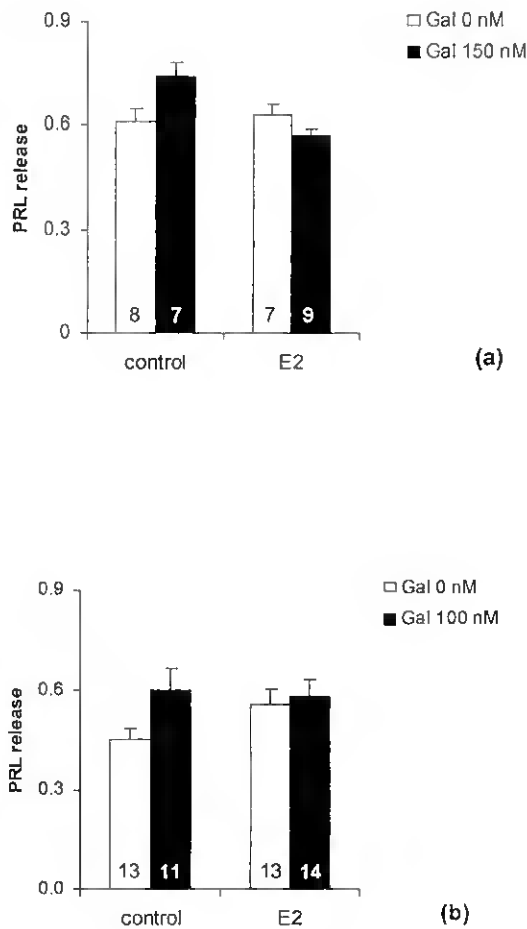 0.9
Gal 0 nM
Gal 150 nM
0.6
PRL release
0.3
8
7
7
9
0
control
E2
(a)
0.9
Gal 0 nM
Gal 100 nM
0.6
PRL release
0.3
13
11
13
14
0.0
control
E2
(b)